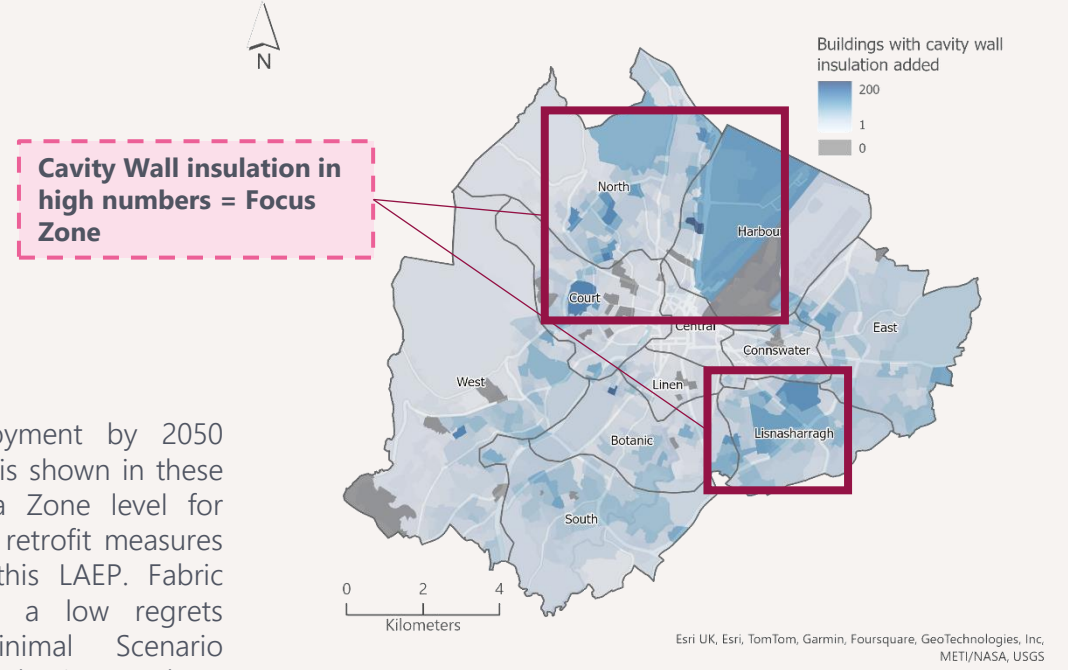 N
Buildings with cavity wall
insulation added
200
1
0
Cavity Wall insulation in
high numbers = Focus
Zone
North
Harbour
Court
Central
East
Connswater
West
Linen
Lisnasharragh
Botanic
South
oyment by 2050
is shown in these
a Zone level for
retrofit measures
this LAEP. Fabric
a low regrets
inimal Scenario
0 2 4
Kilometers
Esri UK, Esri, TomTom, Garmin, Foursquare, GeoTechnologies, Inc,
METI/NASA, USGS